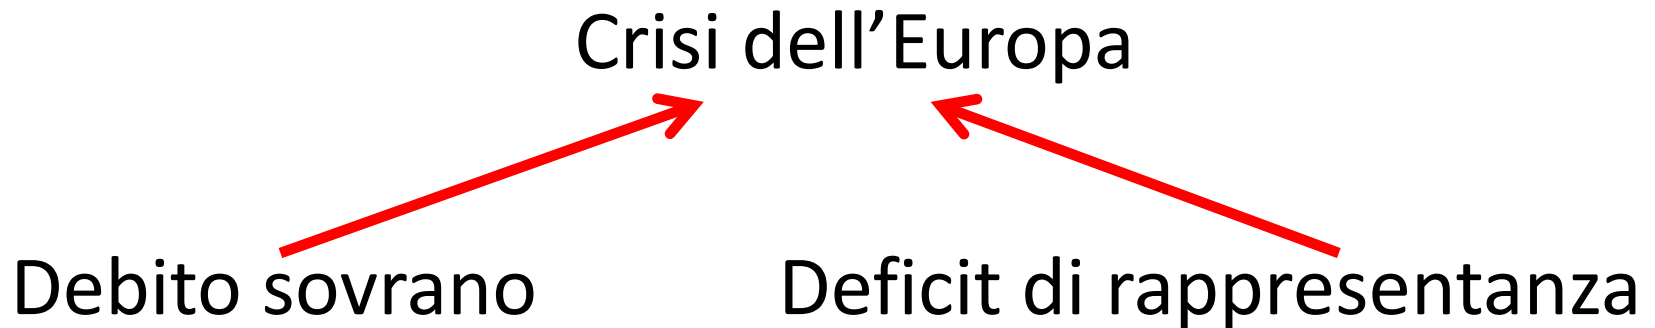 Crisi dell’Europa
Debito sovrano
Deficit di rappresentanza